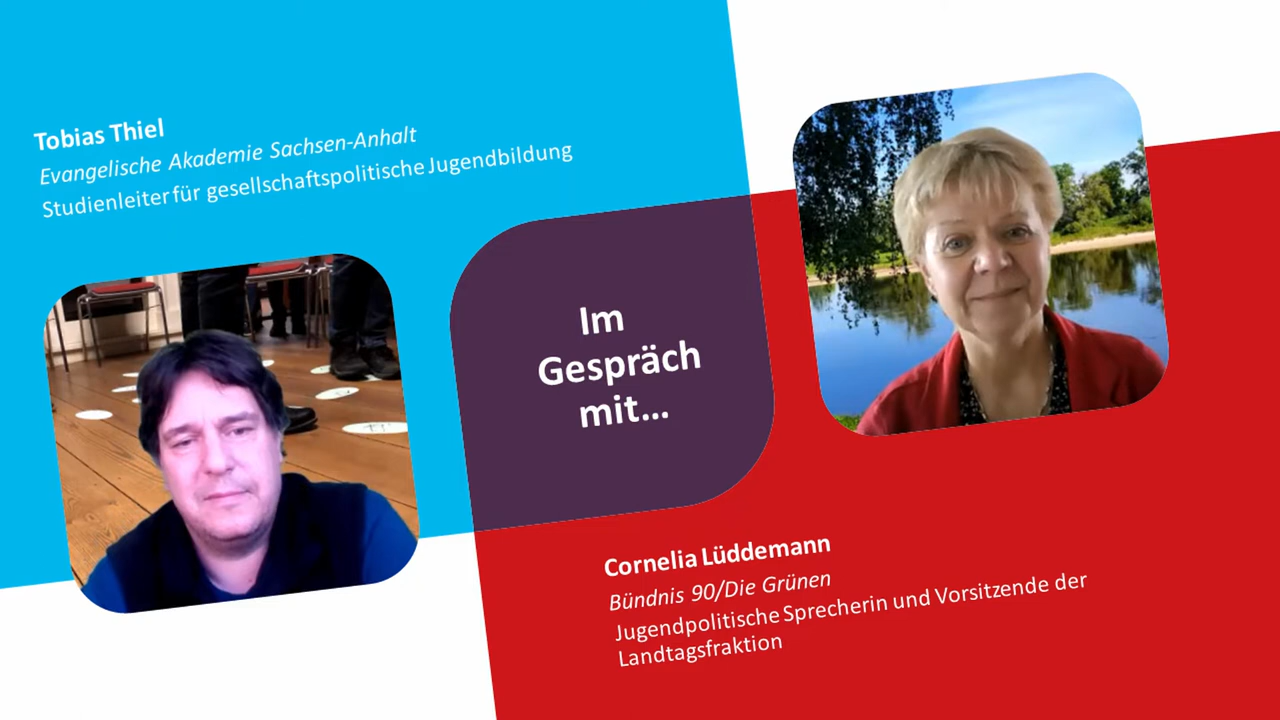 Tobias Thiel
Evangelische Akademie Sachsen-Anhalt
Studienleiter für gesellschaftspolitische Jugendbildung
Im
Gespräch
mit...
Cornelia Lüddemann
Bündnis 90/Die Grünen
Jugendpolitische Sprecherin und Vorsitzende der
Landtagsfraktion